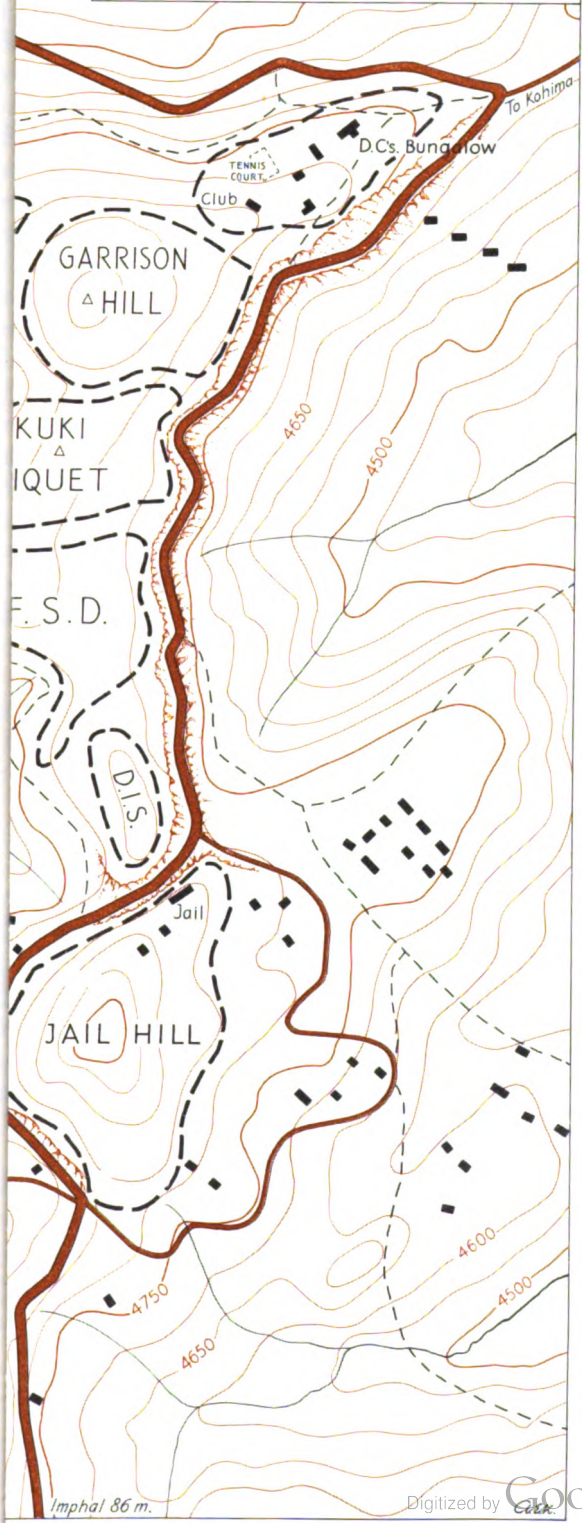 To Kohima
D.C's. Bungalow
TENNIS
COURT
Club
GARRISON
HILL
4650
4500
KUKI
IQUET
F. S. D.
D.I.S.
Jail
JAIL HILL
4600
4500
4750
4650
Imphal 86 m.
Digitized by Goo